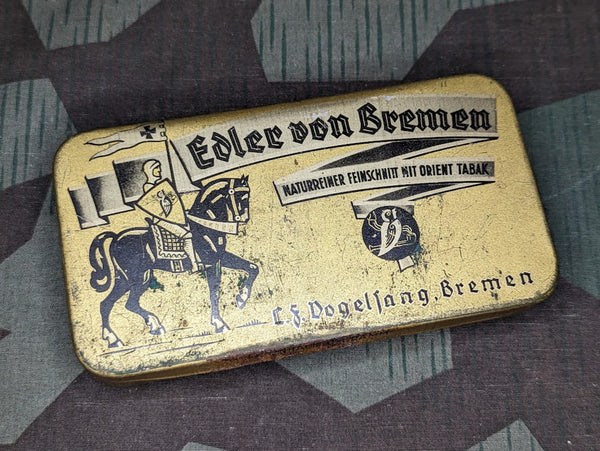 Edler von Bremen
NATURREINER FEINSCHNITT MIT ORIENT TABAK
L.F. Vogelsang, Bremen